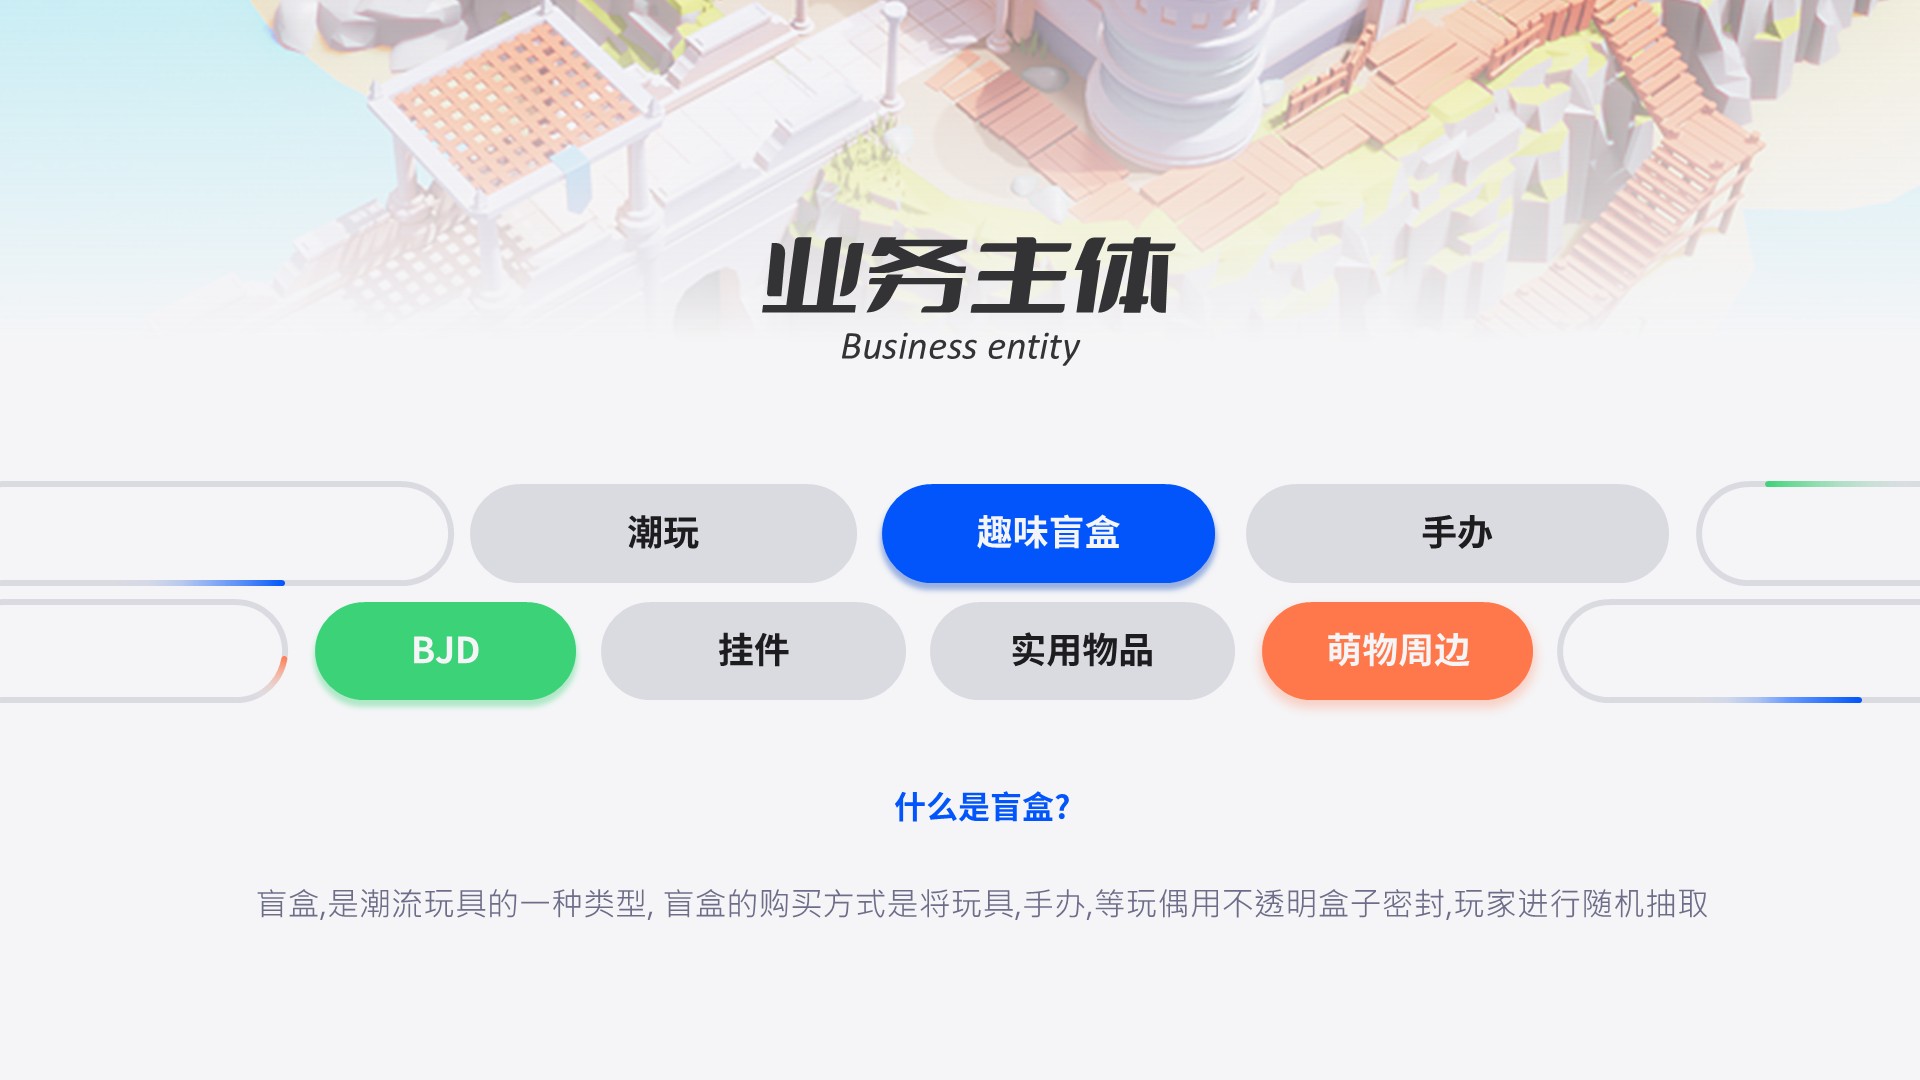 业务主体
Business entity
潮玩
趣味盲盒
手办
BJD
挂件
实用物品
萌物周边
什么是盲盒?
盲盒,是潮流玩具的一种类型, 盲盒的购买方式是将玩具,手办,等玩偶用不透明盒子密封,玩家进行随机抽取